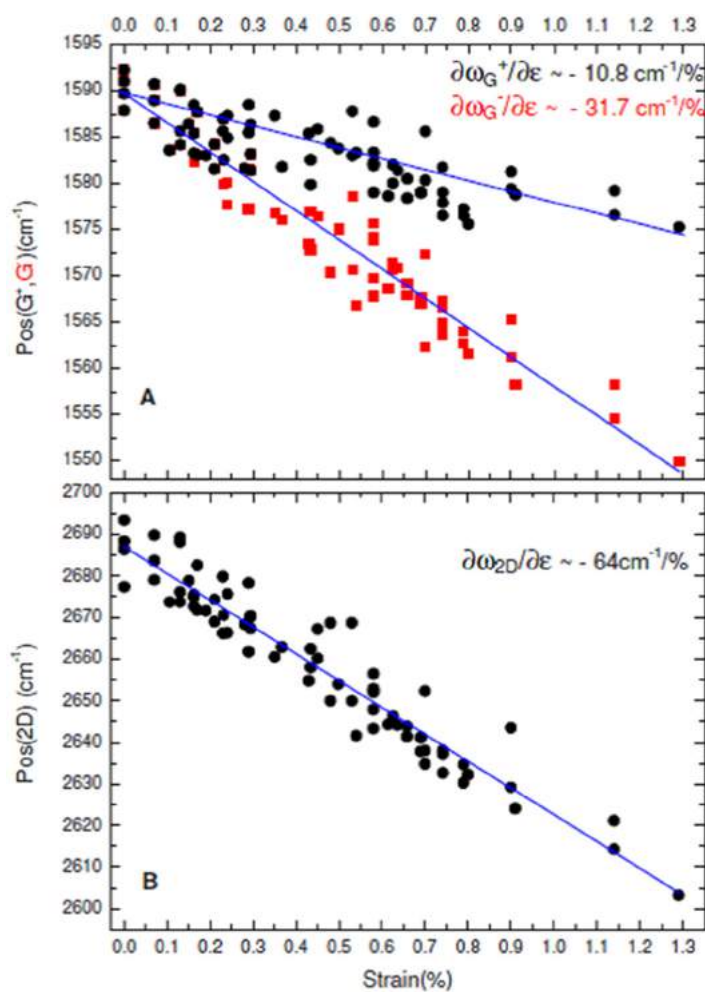 0.0 0.1 0.2 0.3 0.4 0.5 0.6 0.7 0.8 0.9 1.0 1.1 1.2 1.3
1595
1590
1585
1580
1575
1570
1565
1560
1555
1550
Pos(G⁺,G⁻)(cm⁻¹)
∂ω_G⁺/∂ε ~ - 10.8 cm⁻¹/%
∂ω_G⁻/∂ε ~ - 31.7 cm⁻¹/%
A
2700
2690
2680
2670
2660
2650
2640
2630
2620
2610
2600
Pos(2D) (cm⁻¹)
∂ω₂D/∂ε ~ - 64cm⁻¹/%
B
0.0 0.1 0.2 0.3 0.4 0.5 0.6 0.7 0.8 0.9 1.0 1.1 1.2 1.3
Strain(%)